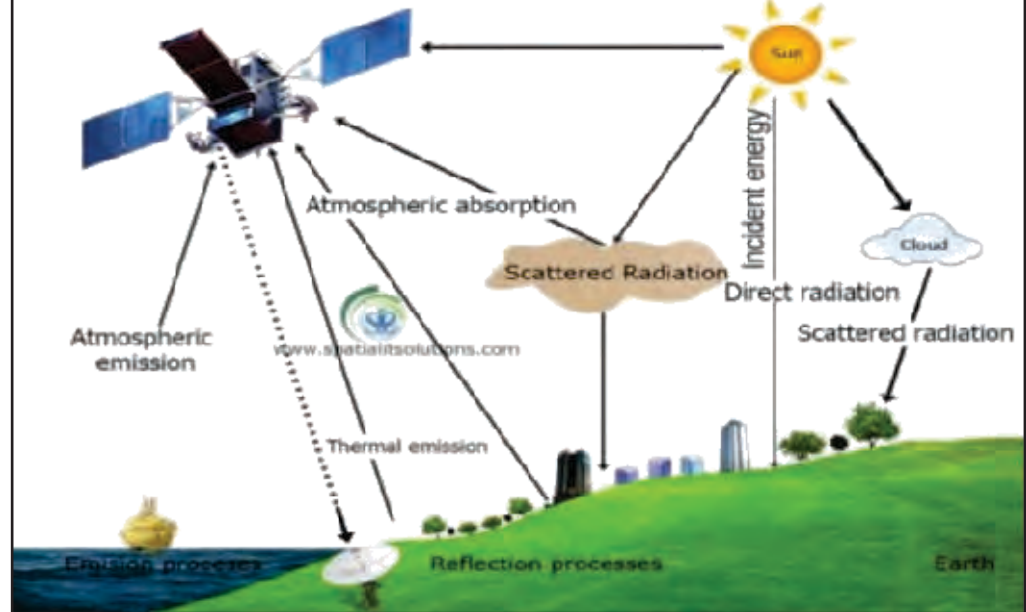 Sun
Incident energy
Atmospheric absorption
Cloud
Scattered Radiation
Direct radiation
Scattered radiation
Atmospheric
emission
www.spatialitsolutions.com
Thermal emission
Reflection processes
Earth